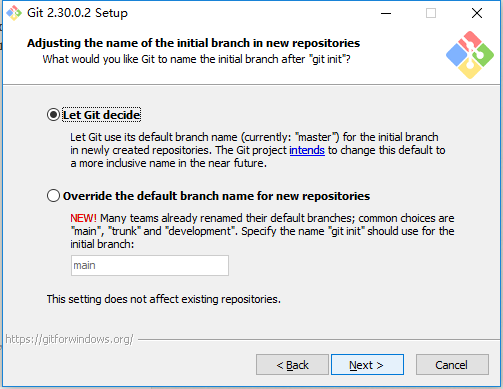 Git 2.30.0.2 Setup
Adjusting the name of the initial branch in new repositories
What would you like Git to name the initial branch after "git init"?
Let Git decide
Let Git use its default branch name (currently: "master") for the initial branch
in newly created repositories. The Git project intends to change this default to
a more inclusive name in the near future.
Override the default branch name for new repositories
NEW! Many teams already renamed their default branches; common choices are
"main", "trunk" and "development". Specify the name "git init" should use for the
initial branch:
main
This setting does not affect existing repositories.
https://gitforwindows.org/
< Back Next > Cancel